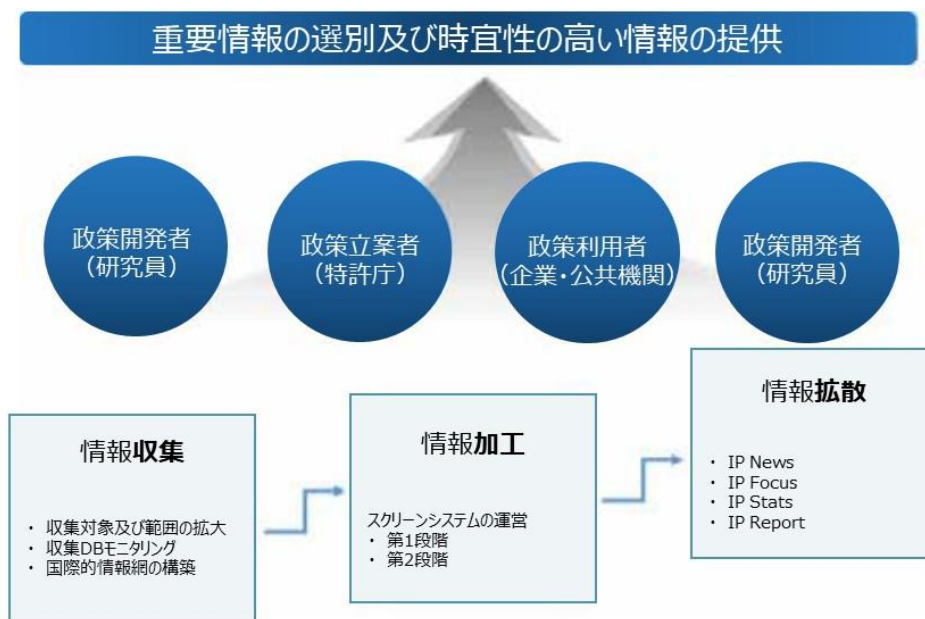 重要情報の選別及び時宜性の高い情報の提供
政策開発者
（研究員）
政策立案者
（特許庁）
政策利用者
（企業・公共機関）
政策開発者
（研究員）
情報収集
・ 収集対象及び範囲の拡大
・ 収集DBモニタリング
・ 国際的情報網の構築
情報加工
スクリーンシステムの運営
・ 第1段階
・ 第2段階
情報拡散
・ IP News
・ IP Focus
・ IP Stats
・ IP Report